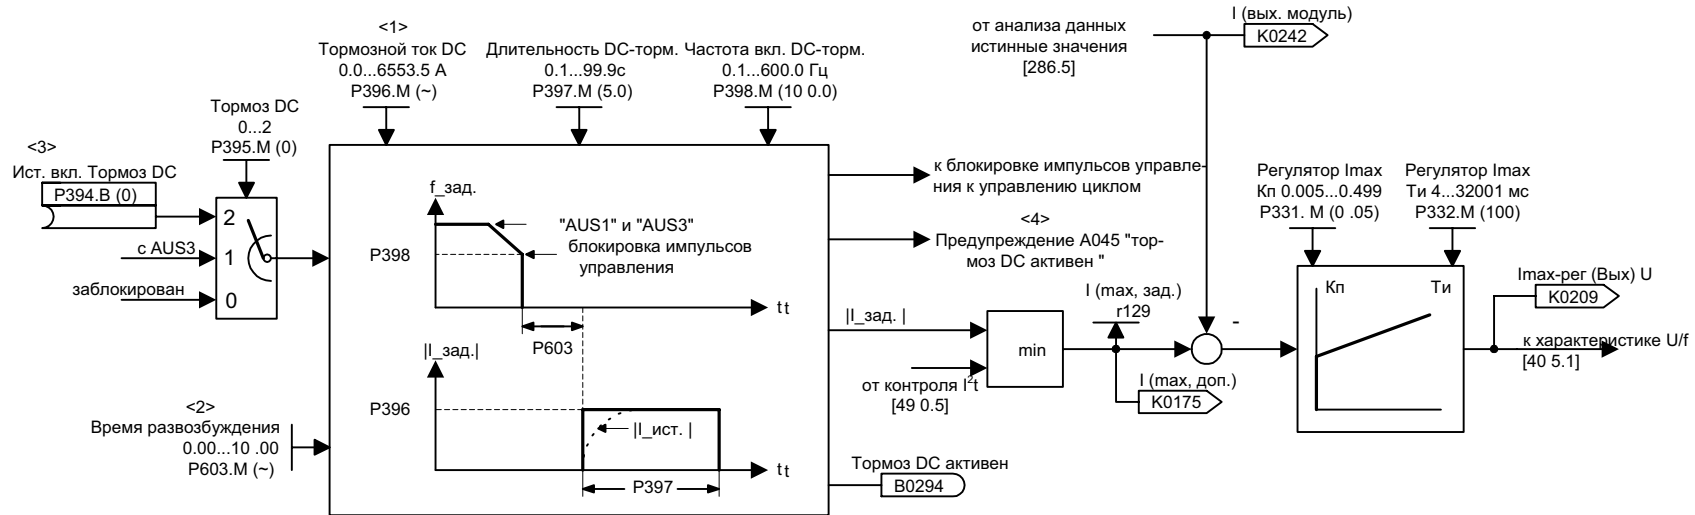 <1>
Тормозной ток DC
0.0...6553.5 А
P396.M (~)
Длительность DC-торм.
0.1...99.9с
P397.M (5.0)
Частота вкл. DC-торм.
0.1...600.0 Гц
P398.M (10 0.0)
от анализа данных
истинные значения
[286.5]
I (вых. модуль)
K0242
Тормоз DC
0...2
P395.M (0)
<3>
Ист. вкл. Тормоз DC
P394.B (0)
2
с AUS3
1
заблокирован
0
f_зад.
P398
"AUS1" и "AUS3"
блокировка импульсов
управления
t t
P603
|I_зад.|
P396
|I_ист. |
t t
P397
<2>
Время развозбуждения
0.00...10 .00
P603.M (~)
к блокировке импульсов управле-
ния к управлению циклом
<4>
Предупреждение A045 "тор-
моз DC активен "
|I_зад. |
от контроля I²t
[49 0.5]
min
I (max, зад.)
r129
I (max, доп.)
K0175
-
Тормоз DC активен
B0294
Регулятор Imax
Кп 0.005...0.499
P331. M (0 .05)
Регулятор Imax
Ти 4...32001 мс
P332.M (100)
Кп
Ти
Imax-рег (Вых) U
K0209
к характеристике U/f
[40 5.1]